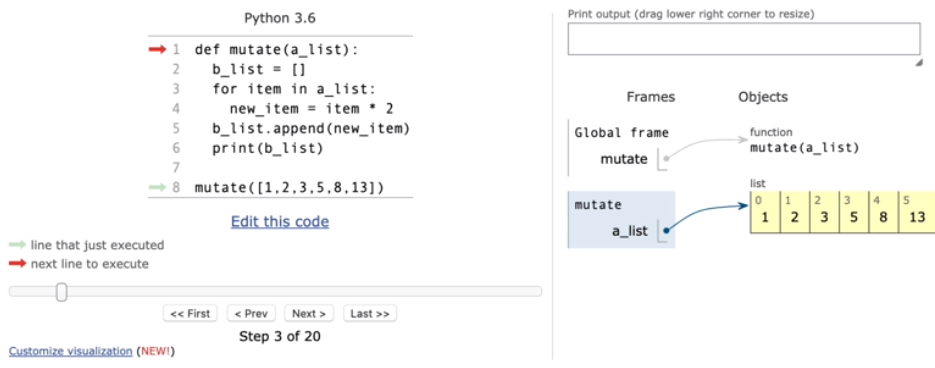 Python 3.6
1 def mutate(a_list):
2 b_list = []
3 for item in a_list:
4 new_item = item * 2
5 b_list.append(new_item)
6 print(b_list)
7
8 mutate([1,2,3,5,8,13])
Edit this code
line that just executed
next line to execute
<< First < Prev Next > Last >>
Step 3 of 20
Customize visualization (NEW!)
Print output (drag lower right corner to resize)
Frames Objects
Global frame
mutate
function
mutate(a_list)
mutate
a_list
list
0 1 2 3 4 5
1 2 3 5 8 13